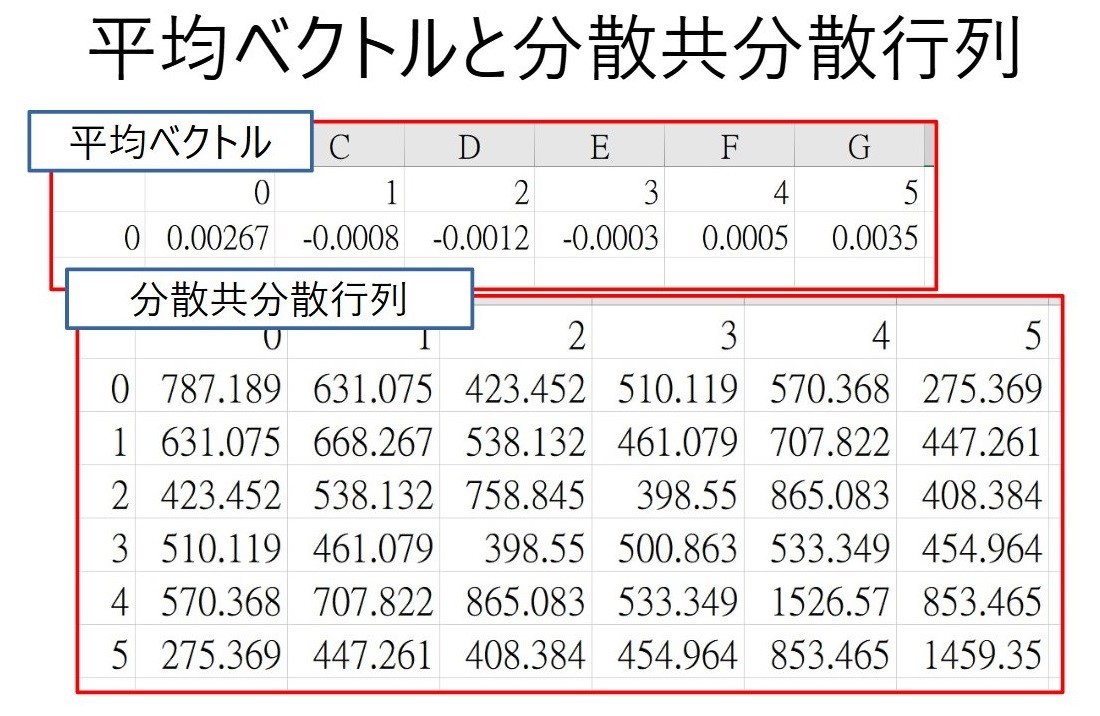 平均ベクトルと分散共分散行列
平均ベクトル C D E F G
0 1 2 3 4 5
0 0.00267 -0.0008 -0.0012 -0.0003 0.0005 0.0035
分散共分散行列
0 1 2 3 4 5
0 787.189 631.075 423.452 510.119 570.368 275.369
1 631.075 668.267 538.132 461.079 707.822 447.261
2 423.452 538.132 758.845 398.55 865.083 408.384
3 510.119 461.079 398.55 500.863 533.349 454.964
4 570.368 707.822 865.083 533.349 1526.57 853.465
5 275.369 447.261 408.384 454.964 853.465 1459.35